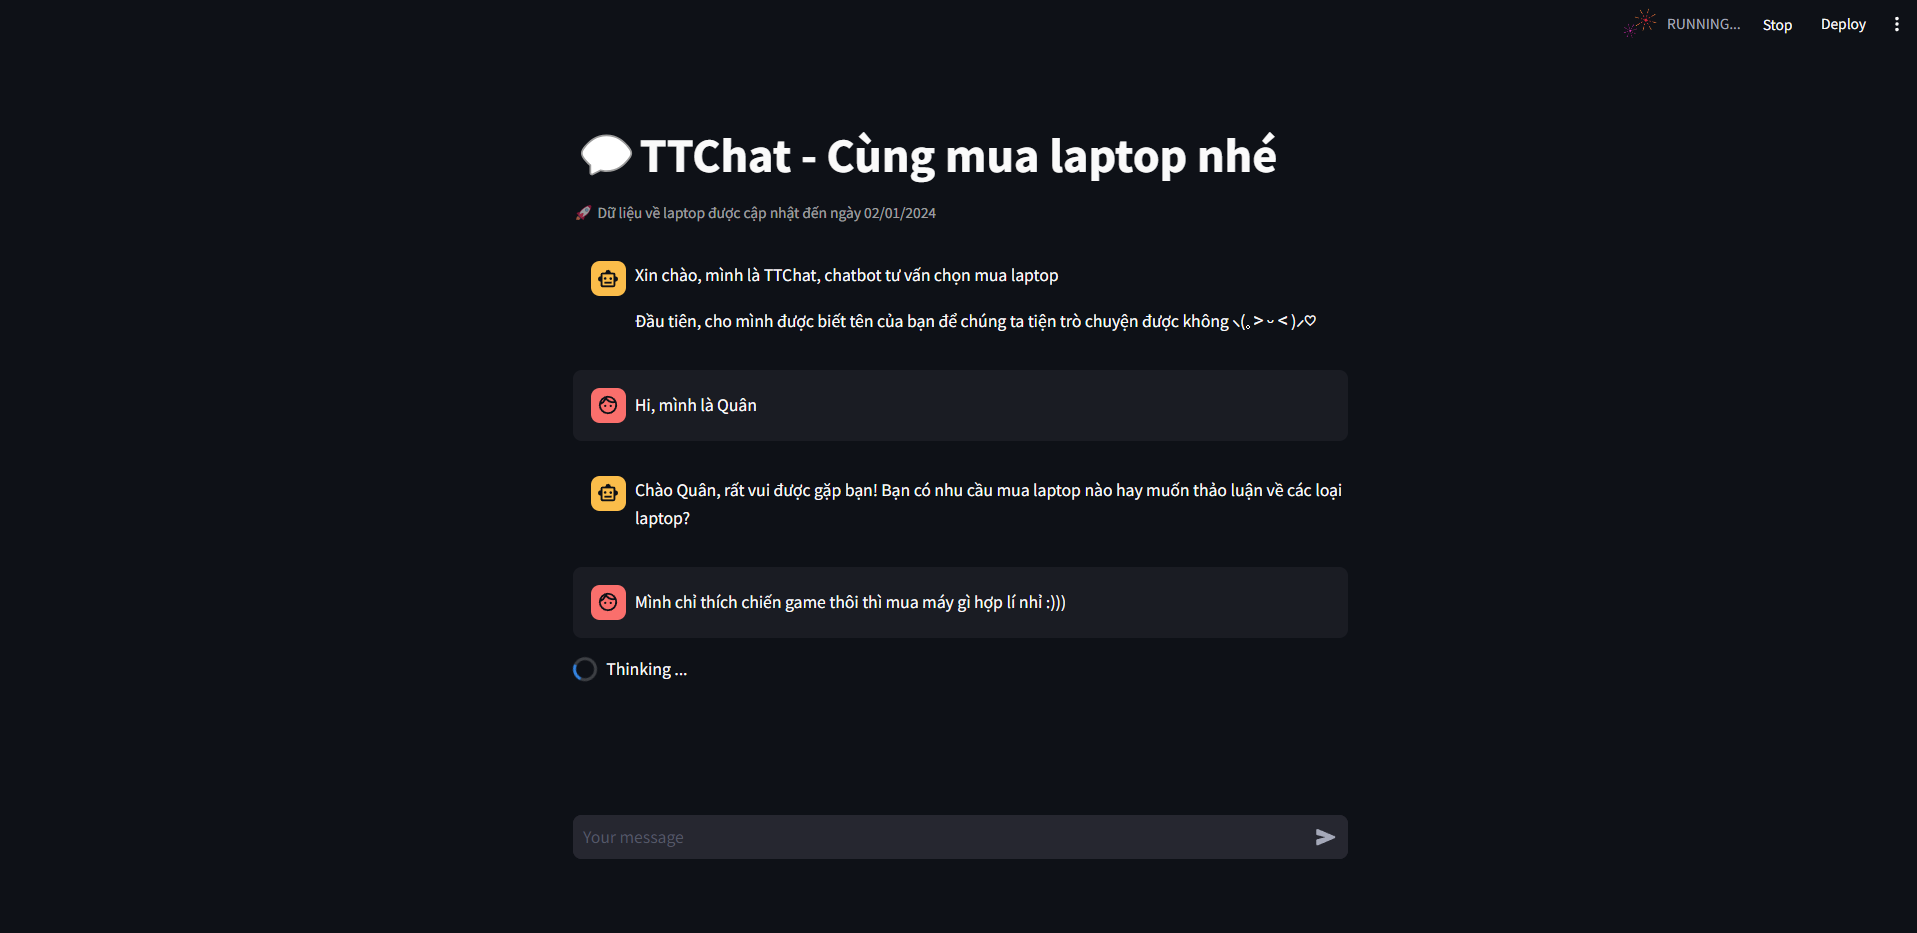 RUNNING...
Stop
Deploy
TTChat - Cùng mua laptop nhé
Dữ liệu về laptop được cập nhật đến ngày 02/01/2024
Xin chào, mình là TTChat, chatbot tư vấn chọn mua laptop
Đầu tiên, cho mình được biết tên của bạn để chúng ta tiện trò chuyện được không ⸜(｡˃ ᵕ ˂ )⸝♡
Hi, mình là Quân
Chào Quân, rất vui được gặp bạn! Bạn có nhu cầu mua laptop nào hay muốn thảo luận về các loại
laptop?
Mình chỉ thích chiến game thôi thì mua máy gì hợp lí nhỉ :)))
Thinking ...
Your message